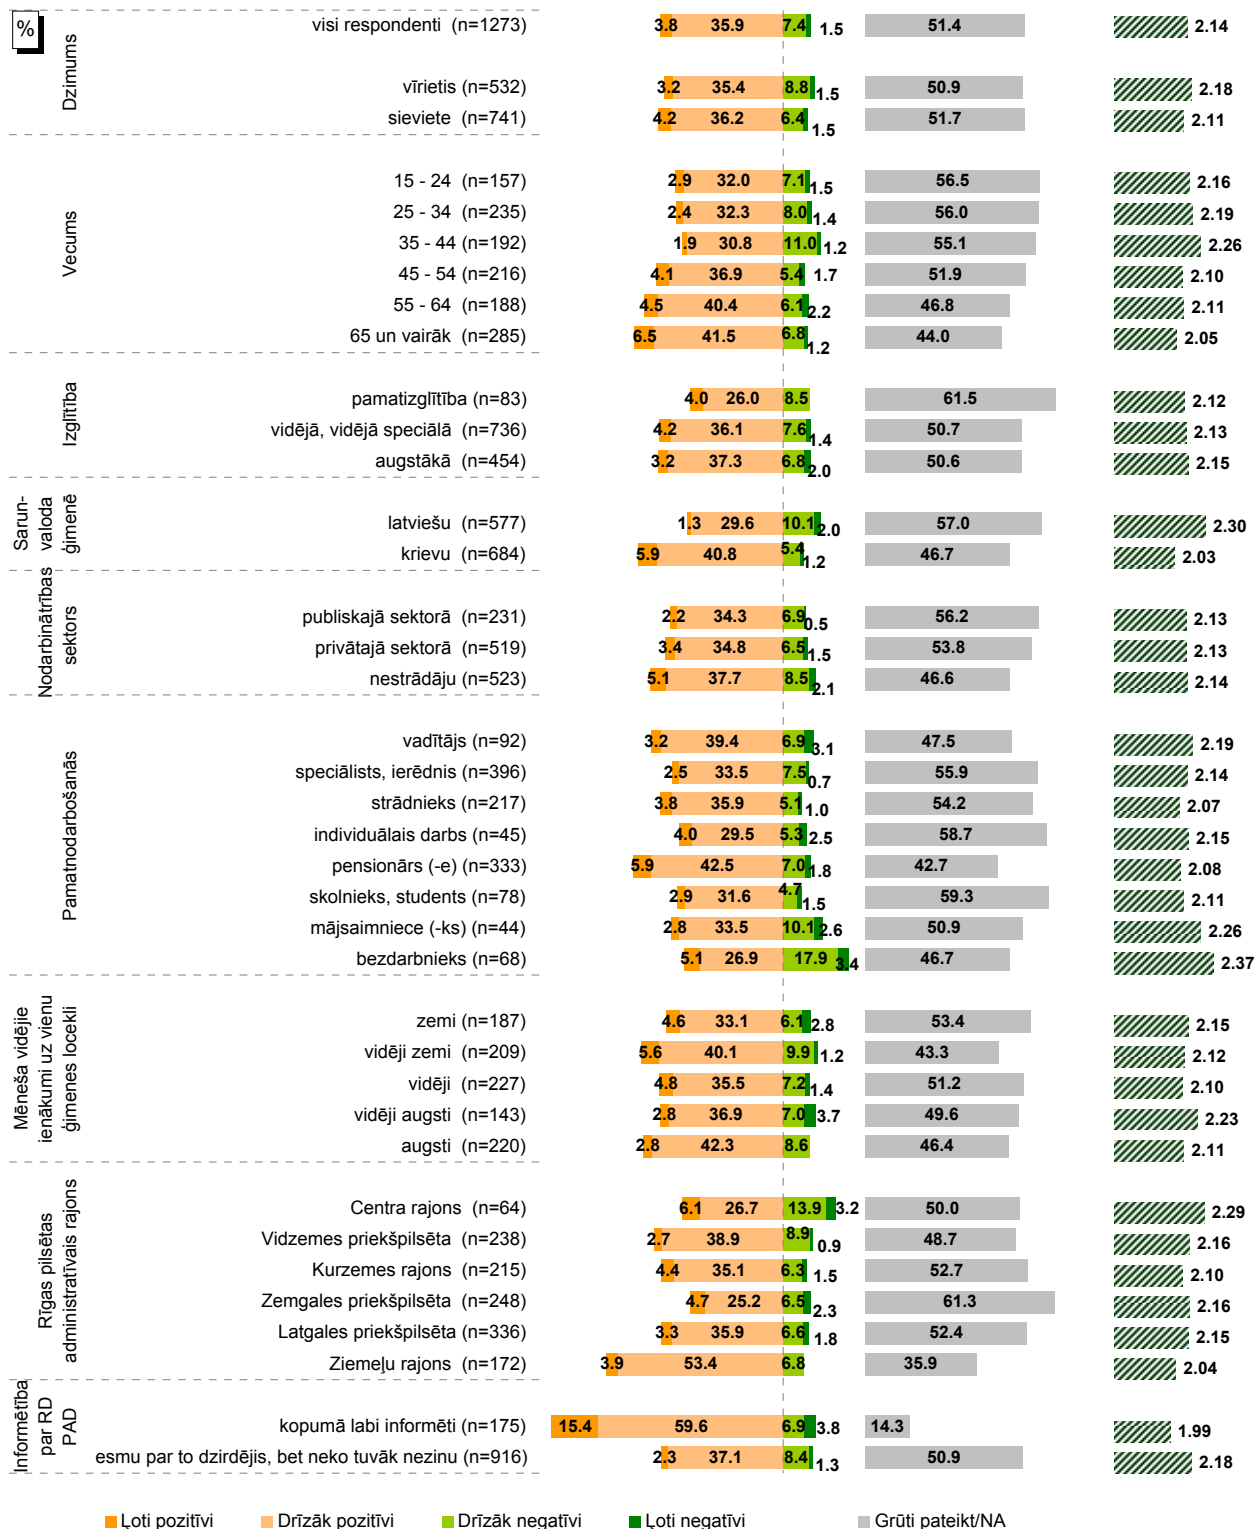 %
visi respondenti (n=1273) 3.8 35.9 7.4 1.5 51.4 2.14
Dzimums
vīrietis (n=532) 3.2 35.4 8.8 1.5 50.9 2.18
sieviete (n=741) 4.2 36.2 6.4 1.5 51.7 2.11
Vecums
15 - 24 (n=157) 2.9 32.0 7.1 1.5 56.5 2.16
25 - 34 (n=235) 2.4 32.3 8.0 1.4 56.0 2.19
35 - 44 (n=192) 1.9 30.8 11.0 1.2 55.1 2.26
45 - 54 (n=216) 4.1 36.9 5.4 1.7 51.9 2.10
55 - 64 (n=188) 4.5 40.4 6.1 2.2 46.8 2.11
65 un vairāk (n=285) 6.5 41.5 6.8 1.2 44.0 2.05
Izglītība
pamatizglītība (n=83) 4.0 26.0 8.5 61.5 2.12
vidējā, vidējā speciālā (n=736) 4.2 36.1 7.6 1.4 50.7 2.13
augstākā (n=454) 3.2 37.3 6.8 2.0 50.6 2.15
Sarun-
valoda
ģimenē
latviešu (n=577) 1.3 29.6 10.1 2.0 57.0 2.30
krievu (n=684) 5.9 40.8 5.4 1.2 46.7 2.03
Nodarbinātrības
sektors
publiskajā sektorā (n=231) 2.2 34.3 6.9 0.5 56.2 2.13
privātajā sektorā (n=519) 3.4 34.8 6.5 1.5 53.8 2.13
nestrādāju (n=523) 5.1 37.7 8.5 2.1 46.6 2.14
Pamatnodarbošanās
vadītājs (n=92) 3.2 39.4 6.9 3.1 47.5 2.19
speciālists, ierēdnis (n=396) 2.5 33.5 7.5 0.7 55.9 2.14
strādnieks (n=217) 3.8 35.9 5.1 1.0 54.2 2.07
individuālais darbs (n=45) 4.0 29.5 5.3 2.5 58.7 2.15
pensionārs (-e) (n=333) 5.9 42.5 7.0 1.8 42.7 2.08
skolnieks, students (n=78) 2.9 31.6 4.7 1.5 59.3 2.11
mājsaimniece (-ks) (n=44) 2.8 33.5 10.1 2.6 50.9 2.26
bezdarbnieks (n=68) 5.1 26.9 17.9 3.4 46.7 2.37
Mēneša vidējie
ienākumi uz vienu
ģimenes locekli
zemi (n=187) 4.6 33.1 6.1 2.8 53.4 2.15
vidēji zemi (n=209) 5.6 40.1 9.9 1.2 43.3 2.12
vidēji (n=227) 4.8 35.5 7.2 1.4 51.2 2.10
vidēji augsti (n=143) 2.8 36.9 7.0 3.7 49.6 2.23
augsti (n=220) 2.8 42.3 8.6 46.4 2.11
Rīgas pilsētas
administratīvais rajons
Centra rajons (n=64) 6.1 26.7 13.9 3.2 50.0 2.29
Vidzemes priekšpilsēta (n=238) 2.7 38.9 8.9 0.9 48.7 2.16
Kurzemes rajons (n=215) 4.4 35.1 6.3 1.5 52.7 2.10
Zemgales priekšpilsēta (n=248) 4.7 25.2 6.5 2.3 61.3 2.16
Latgales priekšpilsēta (n=336) 3.3 35.9 6.6 1.8 52.4 2.15
Ziemeļu rajons (n=172) 3.9 53.4 6.8 35.9 2.04
Informētība
par RD
PAD
kopumā labi informēti (n=175) 15.4 59.6 6.9 3.8 14.3 1.99
esmu par to dzirdējis, bet neko tuvāk nezinu (n=916) 2.3 37.1 8.4 1.3 50.9 2.18
Ļoti pozitīvi Drīzāk pozitīvi Drīzāk negatīvi Ļoti negatīvi Grūti pateikt/NA